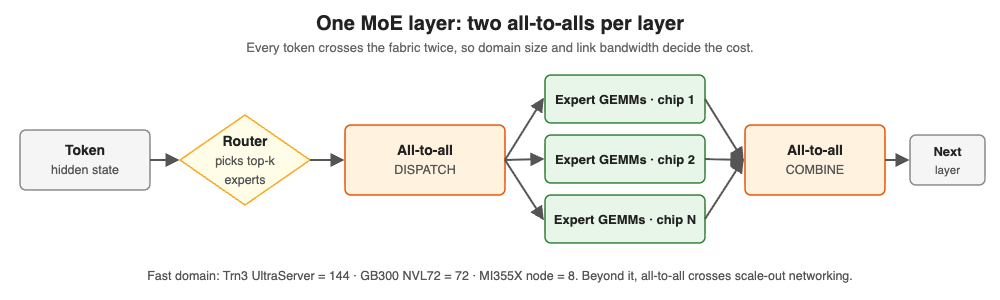 One MoE layer: two all-to-alls per layer
Every token crosses the fabric twice, so domain size and link bandwidth decide the cost.
Token
hidden state
Router
picks top-k
experts
All-to-all
DISPATCH
Expert GEMMs · chip 1
Expert GEMMs · chip 2
Expert GEMMs · chip N
All-to-all
COMBINE
Next
layer
Fast domain: Trn3 UltraServer = 144 · GB300 NVL72 = 72 · MI355X node = 8. Beyond it, all-to-all crosses scale-out networking.